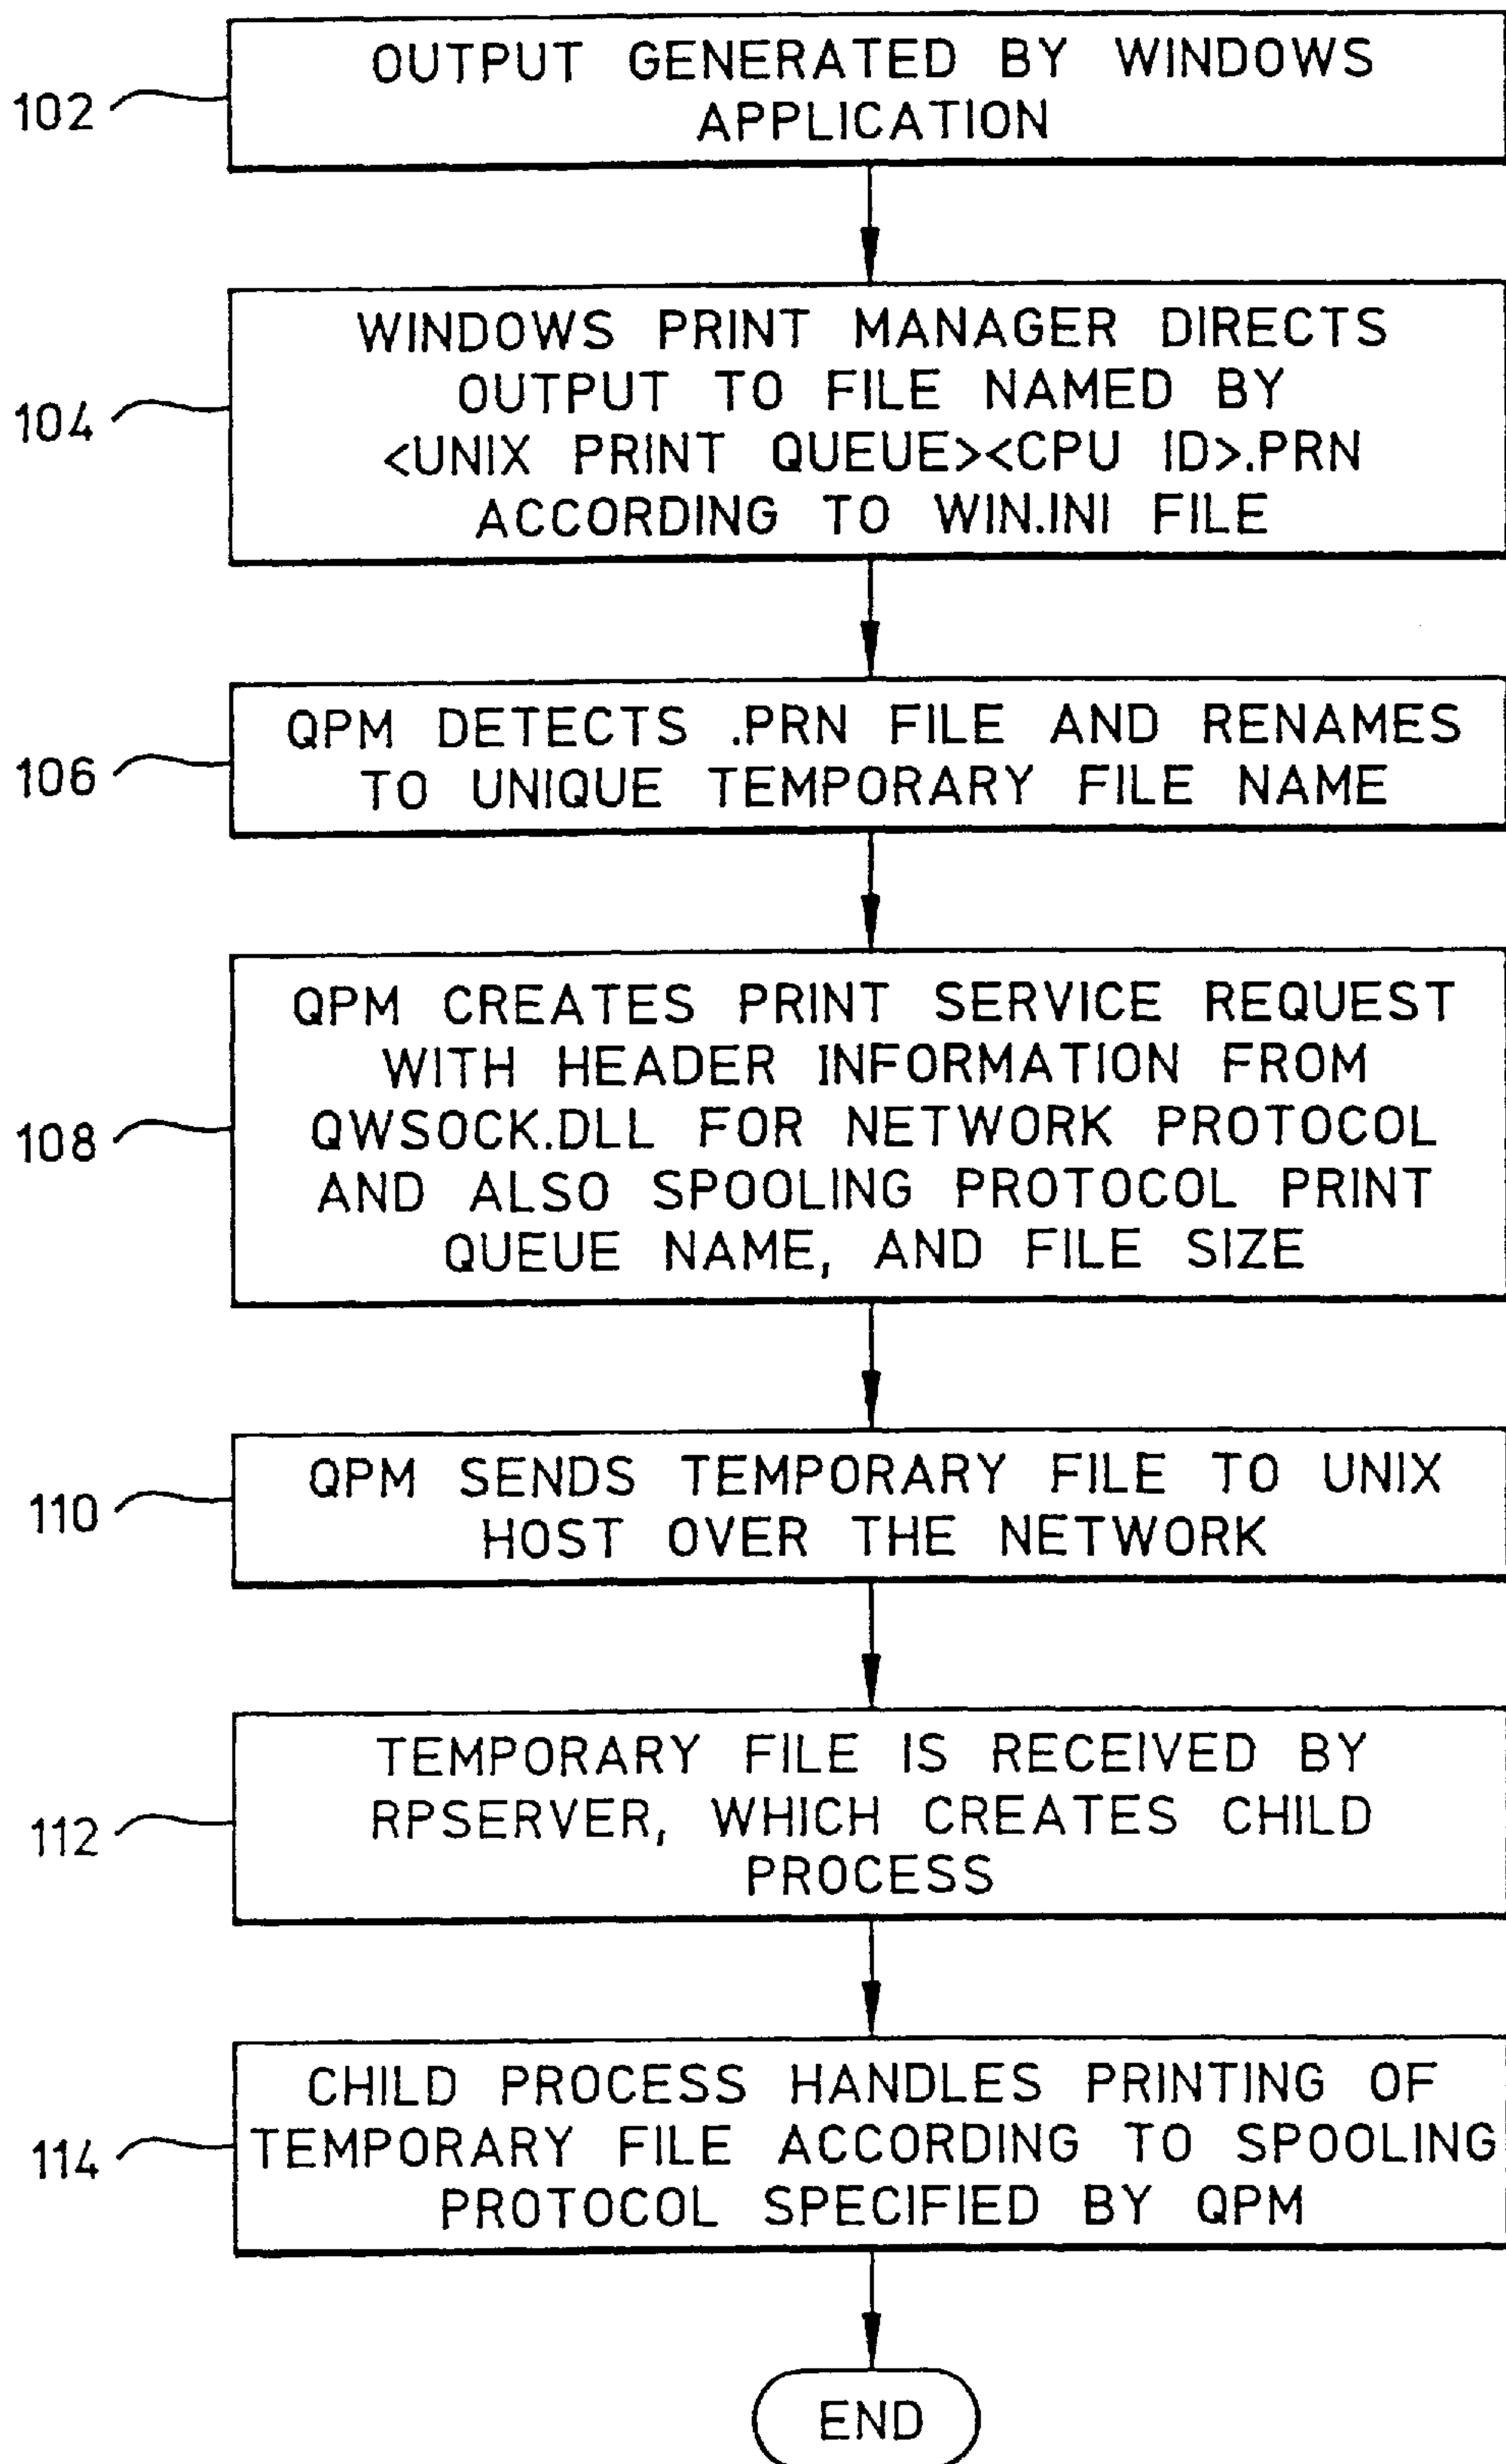 102
OUTPUT GENERATED BY WINDOWS
APPLICATION
104
WINDOWS PRINT MANAGER DIRECTS
OUTPUT TO FILE NAMED BY
<UNIX PRINT QUEUE><CPU ID>.PRN
ACCORDING TO WIN.INI FILE
106
QPM DETECTS .PRN FILE AND RENAMES
TO UNIQUE TEMPORARY FILE NAME
108
QPM CREATES PRINT SERVICE REQUEST
WITH HEADER INFORMATION FROM
QWSOCK.DLL FOR NETWORK PROTOCOL
AND ALSO SPOOLING PROTOCOL PRINT
QUEUE NAME, AND FILE SIZE
110
QPM SENDS TEMPORARY FILE TO UNIX
HOST OVER THE NETWORK
112
TEMPORARY FILE IS RECEIVED BY
RPSERVER, WHICH CREATES CHILD
PROCESS
114
CHILD PROCESS HANDLES PRINTING OF
TEMPORARY FILE ACCORDING TO SPOOLING
PROTOCOL SPECIFIED BY QPM
END